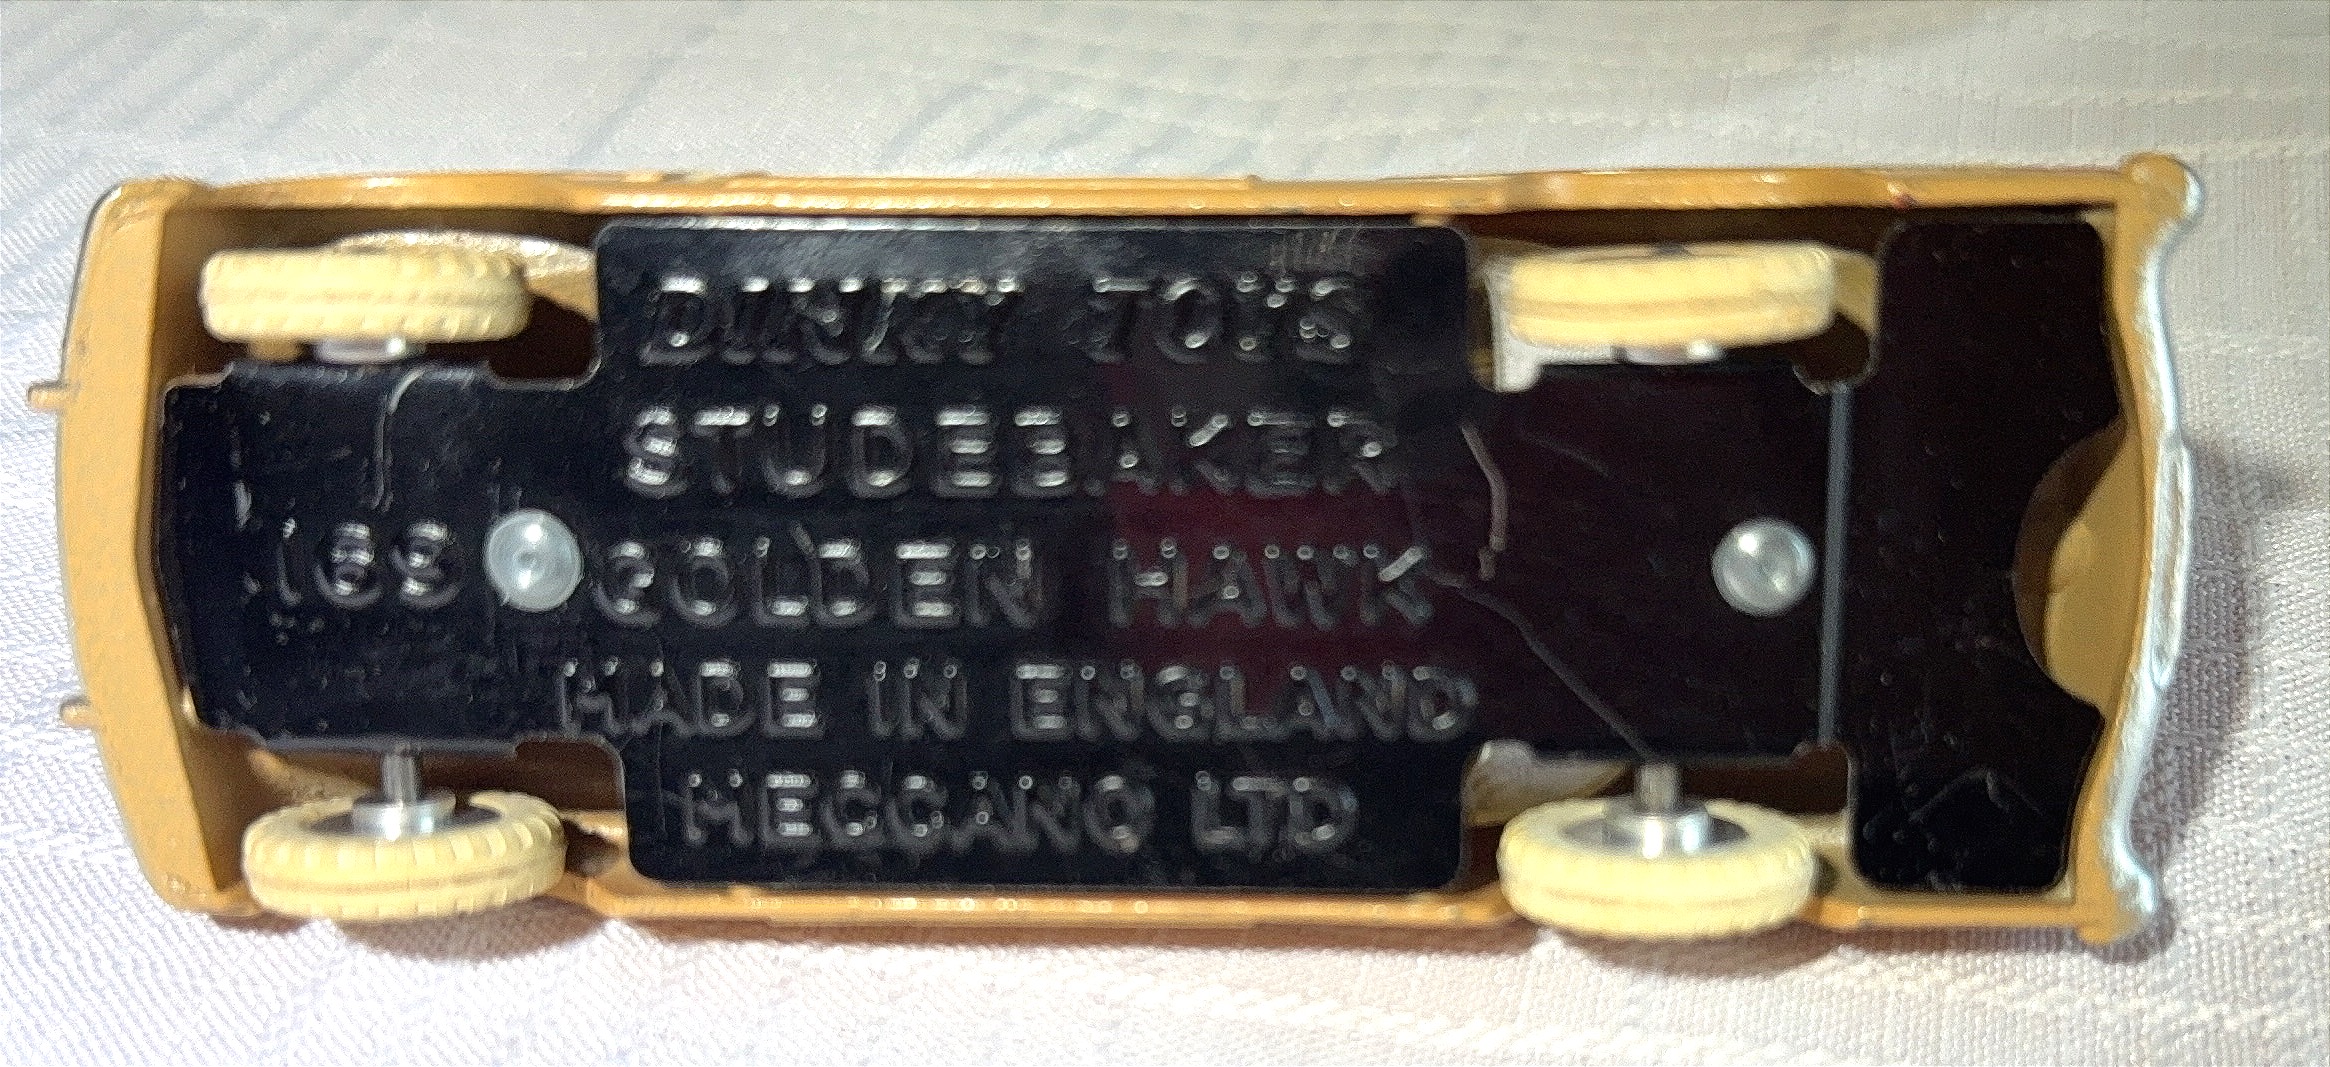 DINKY TOYS
STUDEBAKER
169 GOLDEN HAWK
MADE IN ENGLAND
MECCANO LTD